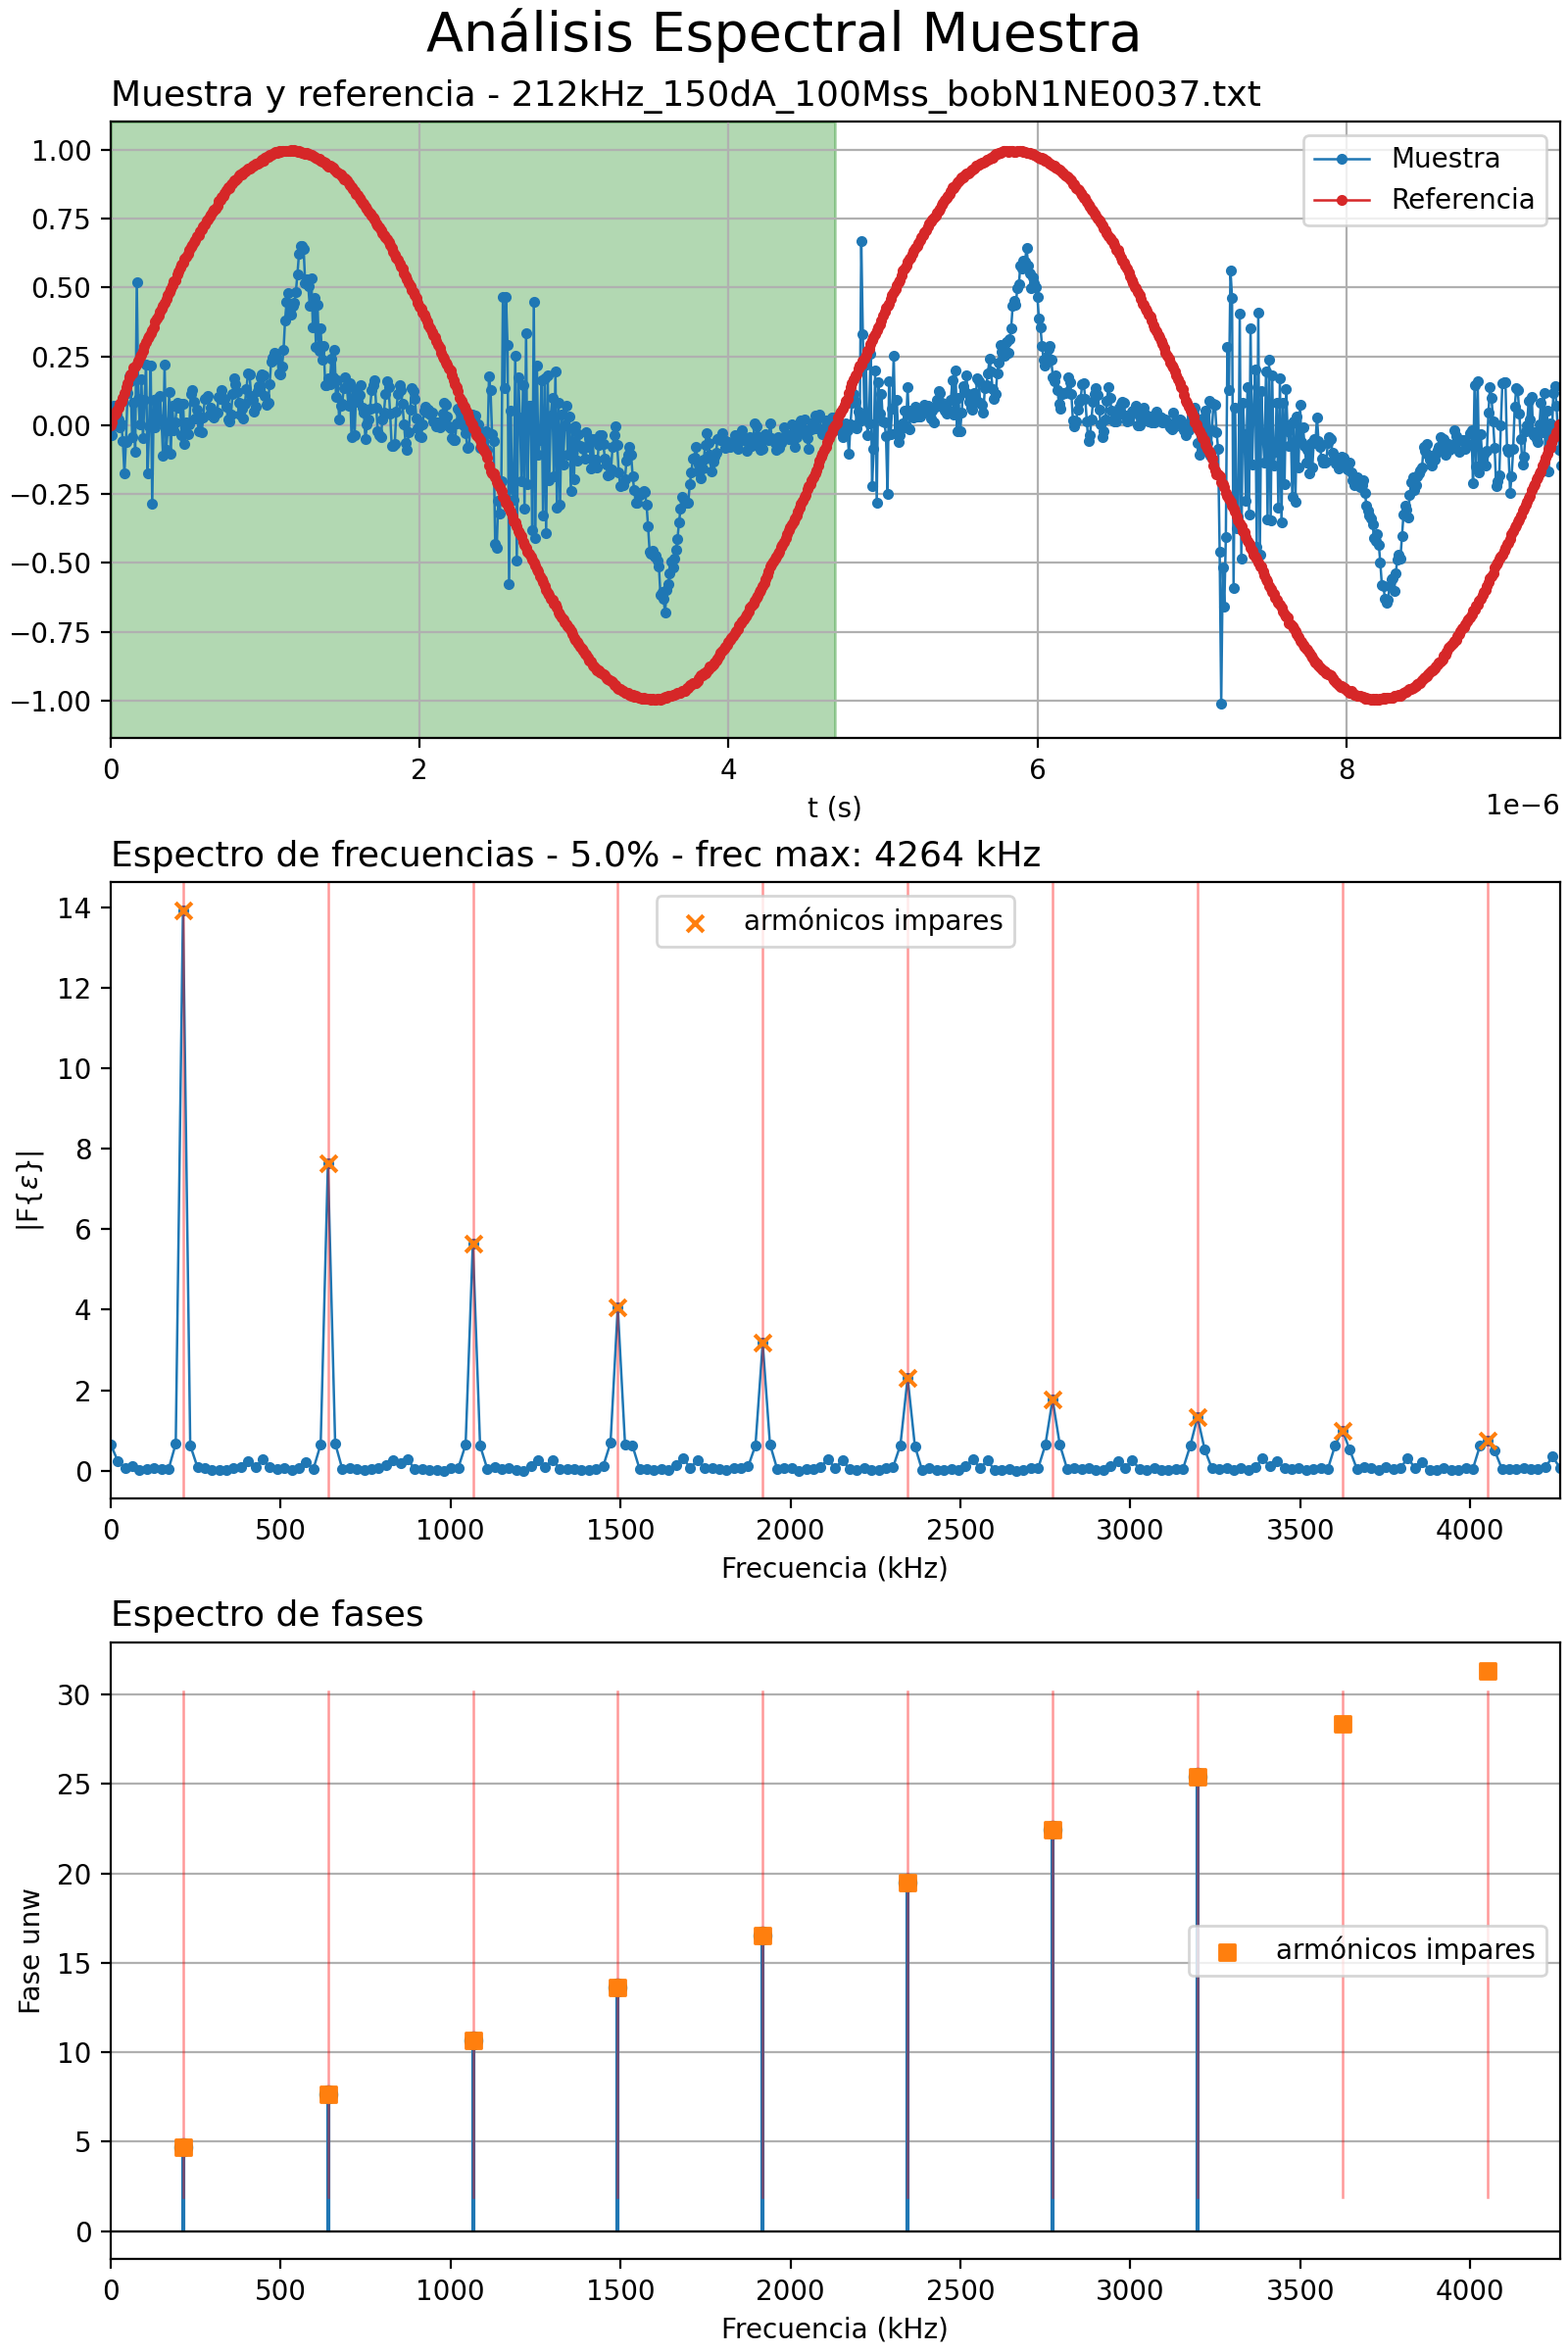 Análisis Espectral Muestra
Muestra y referencia - 212kHz_150dA_100Mss_bobN1NE0037.txt
1.00
0.75
0.50
0.25
0.00
−0.25
−0.50
−0.75
−1.00
Muestra
Referencia
0 2 4 6 8
t (s)
1e−6
Espectro de frecuencias - 5.0% - frec max: 4264 kHz
14
12
10
8
6
4
2
0
|F{ε}|
armónicos impares
0 500 1000 1500 2000 2500 3000 3500 4000
Frecuencia (kHz)
Espectro de fases
30
25
20
15
10
5
0
Fase unw
armónicos impares
0 500 1000 1500 2000 2500 3000 3500 4000
Frecuencia (kHz)